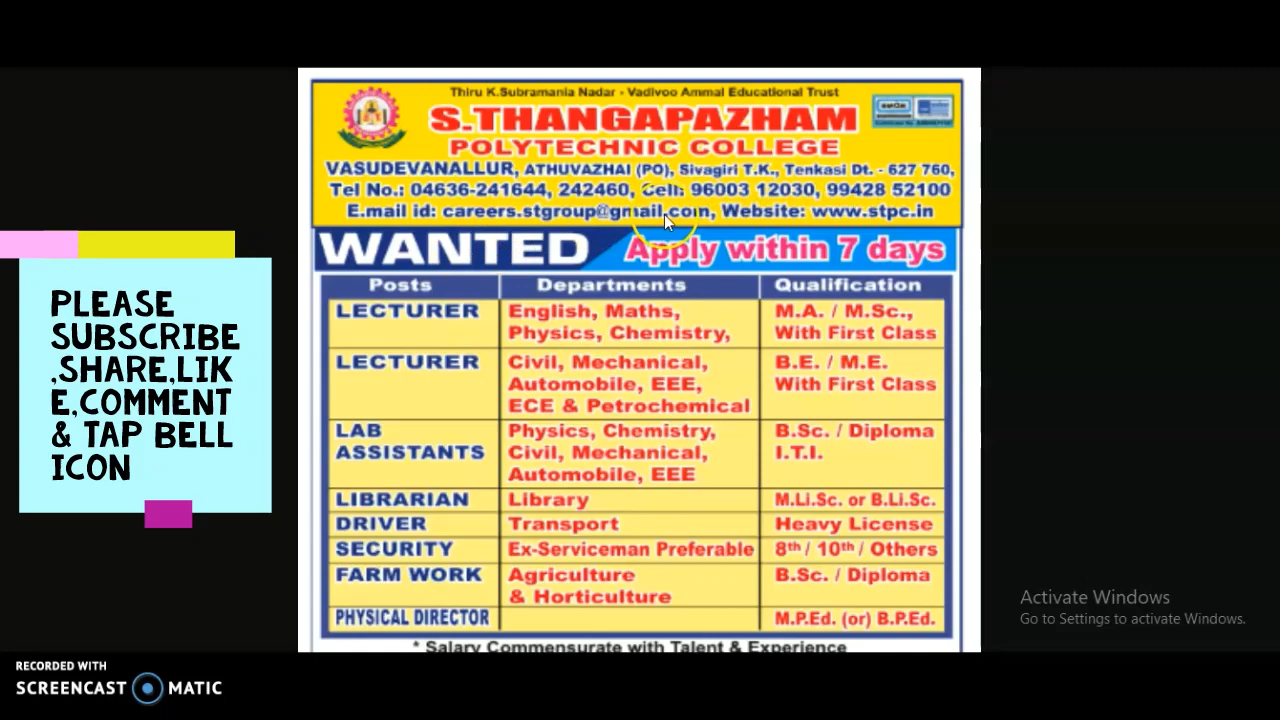 Thiru K.Subramania Nadar - Vadivoo Ammal Educational Trust
S.THANGAPAZHAM
POLYTECHNIC COLLEGE
VASUDEVANALLUR, ATHUVAZHAI (PO), Sivagiri T.K., Tenkasi Dt. - 627 760,
Tel No.: 04636-241644, 242460, Cell: 96003 12030, 99428 52100
E.mail id: careers.stgroup@gmail.com, Website: www.stpc.in
WANTED Apply within 7 days
Posts Departments Qualification
LECTURER English, Maths, M.A. / M.Sc.,
Physics, Chemistry, With First Class
LECTURER Civil, Mechanical, B.E. / M.E.
Automobile, EEE, With First Class
ECE & Petrochemical
LAB Physics, Chemistry, B.Sc. / Diploma
ASSISTANTS Civil, Mechanical, I.T.I.
Automobile, EEE
LIBRARIAN Library M.Li.Sc. or B.Li.Sc.
DRIVER Transport Heavy License
SECURITY Ex-Serviceman Preferable 8th / 10th / Others
FARM WORK Agriculture B.Sc. / Diploma
& Horticulture
PHYSICAL DIRECTOR M.P.Ed. (or) B.P.Ed.
* Salary Commensurate with Talent & Experience
PLEASE
SUBSCRIBE
,SHARE,LIK
E,COMMENT
& TAP BELL
ICON
Activate Windows
Go to Settings to activate Windows.
RECORDED WITH
SCREENCAST MATIC